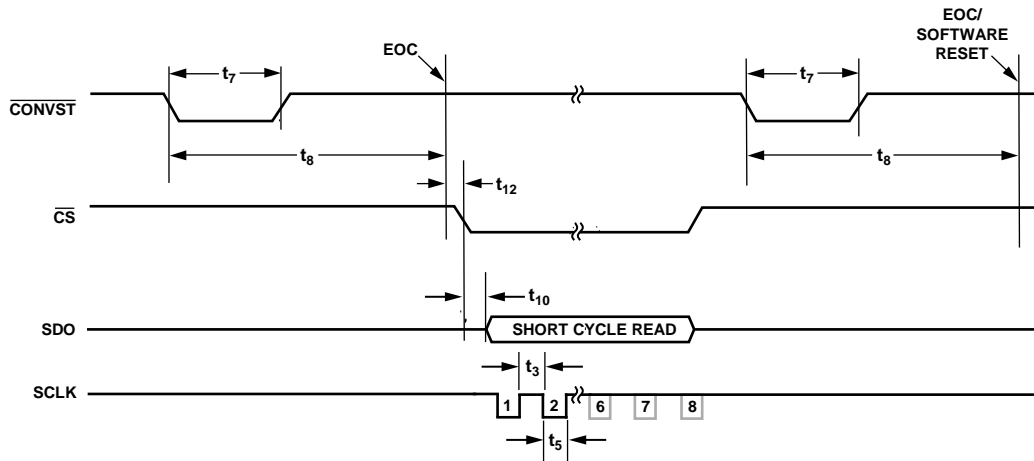 EOC/
SOFTWARE
RESET
EOC
t7
t7
CONVST
t8
t8
t12
CS
t10
SDO
SHORT CYCLE READ
t3
SCLK
1
2
6
7
8
t5